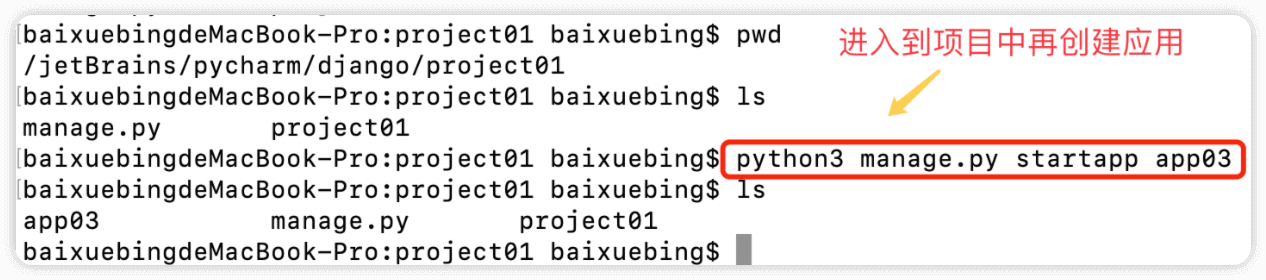 [baixuebingdeMacBook-Pro:project01 baixuebing$ pwd
/jetBrains/pycharm/django/project01
[baixuebingdeMacBook-Pro:project01 baixuebing$ ls
manage.py project01
[baixuebingdeMacBook-Pro:project01 baixuebing$ python3 manage.py startapp app03
[baixuebingdeMacBook-Pro:project01 baixuebing$ ls
app03 manage.py project01
baixuebingdeMacBook-Pro:project01 baixuebing$
进入到项目中再创建应用